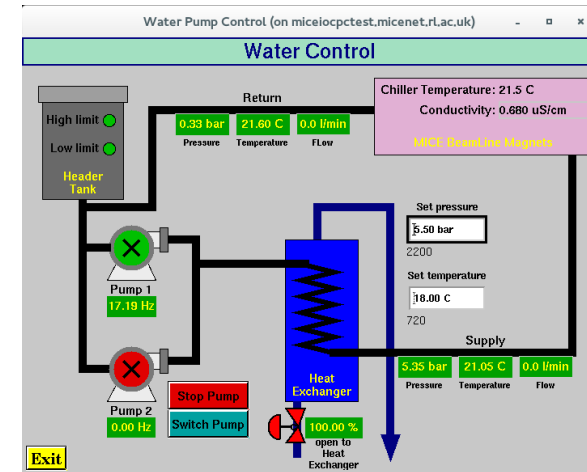 Water Pump Control (on miceiocpctest.micenet.rl.ac.uk)
Water Control
High limit
Low limit
Header
Tank
Return
0.33 bar 21.60 C 0.0 l/min
Pressure Temperature FLow
Chiller Temperature: 21.5 C
Conductivity: 0.680 uS/cm
MICE BeamLine Magnets
Set pressure
5.50 bar
2200
Set temperature
18.00 C
720
Pump 1
17.19 Hz
Supply
5.35 bar 21.05 C 0.0 l/min
Pressure Temperature Flow
Heat
Exchanger
Pump 2
0.00 Hz
Stop Pump
Switch Pump
100.00 %
open to
Heat
Exchanger
Exit